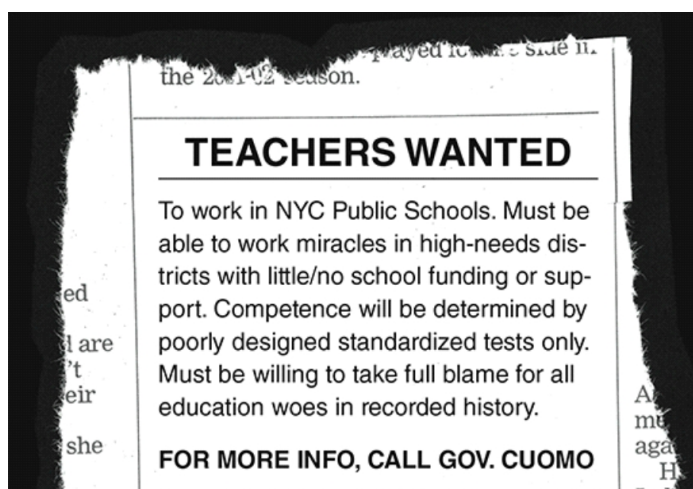 the season.
TEACHERS WANTED
To work in NYC Public Schools. Must be
able to work miracles in high-needs dis-
tricts with little/no school funding or sup-
port. Competence will be determined by
poorly designed standardized tests only.
Must be willing to take full blame for all
education woes in recorded history.
FOR MORE INFO, CALL GOV. CUOMO
ed
are
't
eir
she
aga
H